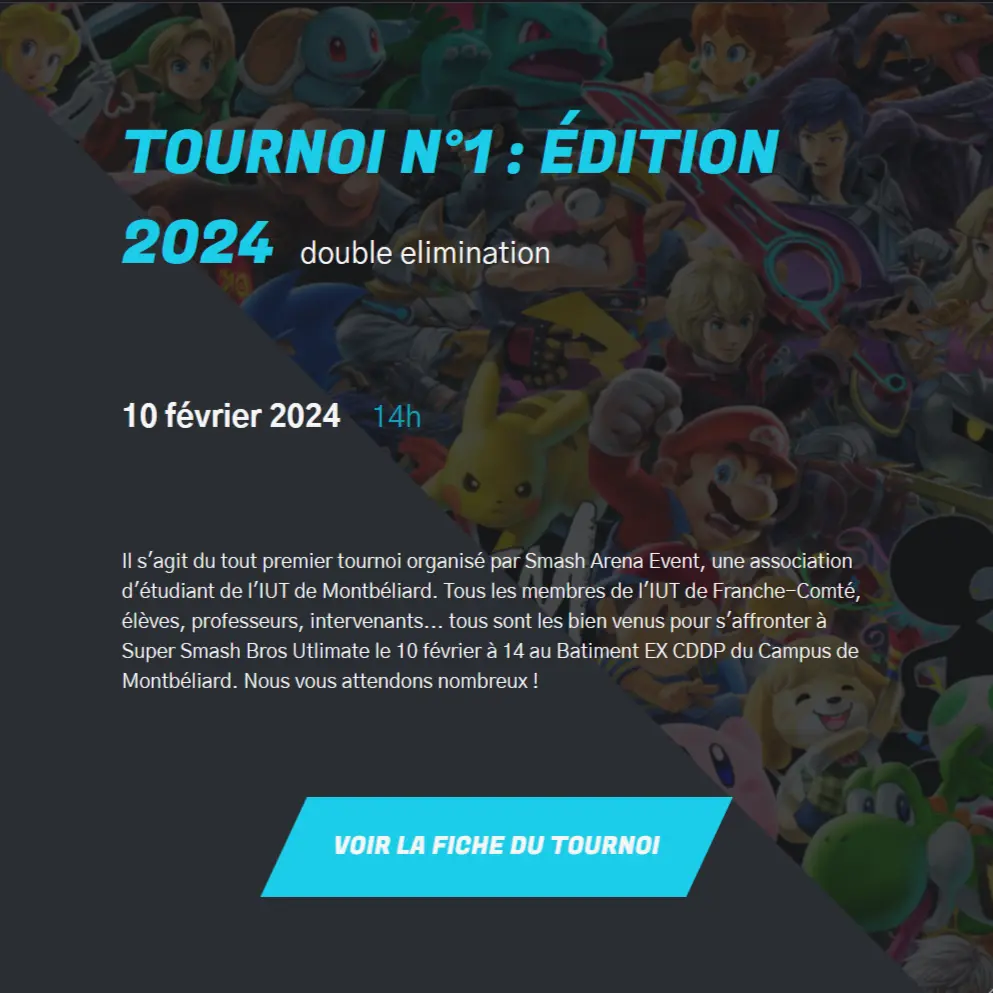 TOURNOI N°1 : ÉDITION
2024 double elimination
10 février 2024 14h
Il s'agit du tout premier tournoi organisé par Smash Arena Event, une association
d'étudiant de l'IUT de Montbéliard. Tous les membres de l'IUT de Franche-Comté,
élèves, professeurs, intervenants... tous sont les bien venus pour s'affronter à
Super Smash Bros Utlimate le 10 février à 14 au Batiment EX CDDP du Campus de
Montbéliard. Nous vous attendons nombreux !
VOIR LA FICHE DU TOURNOI